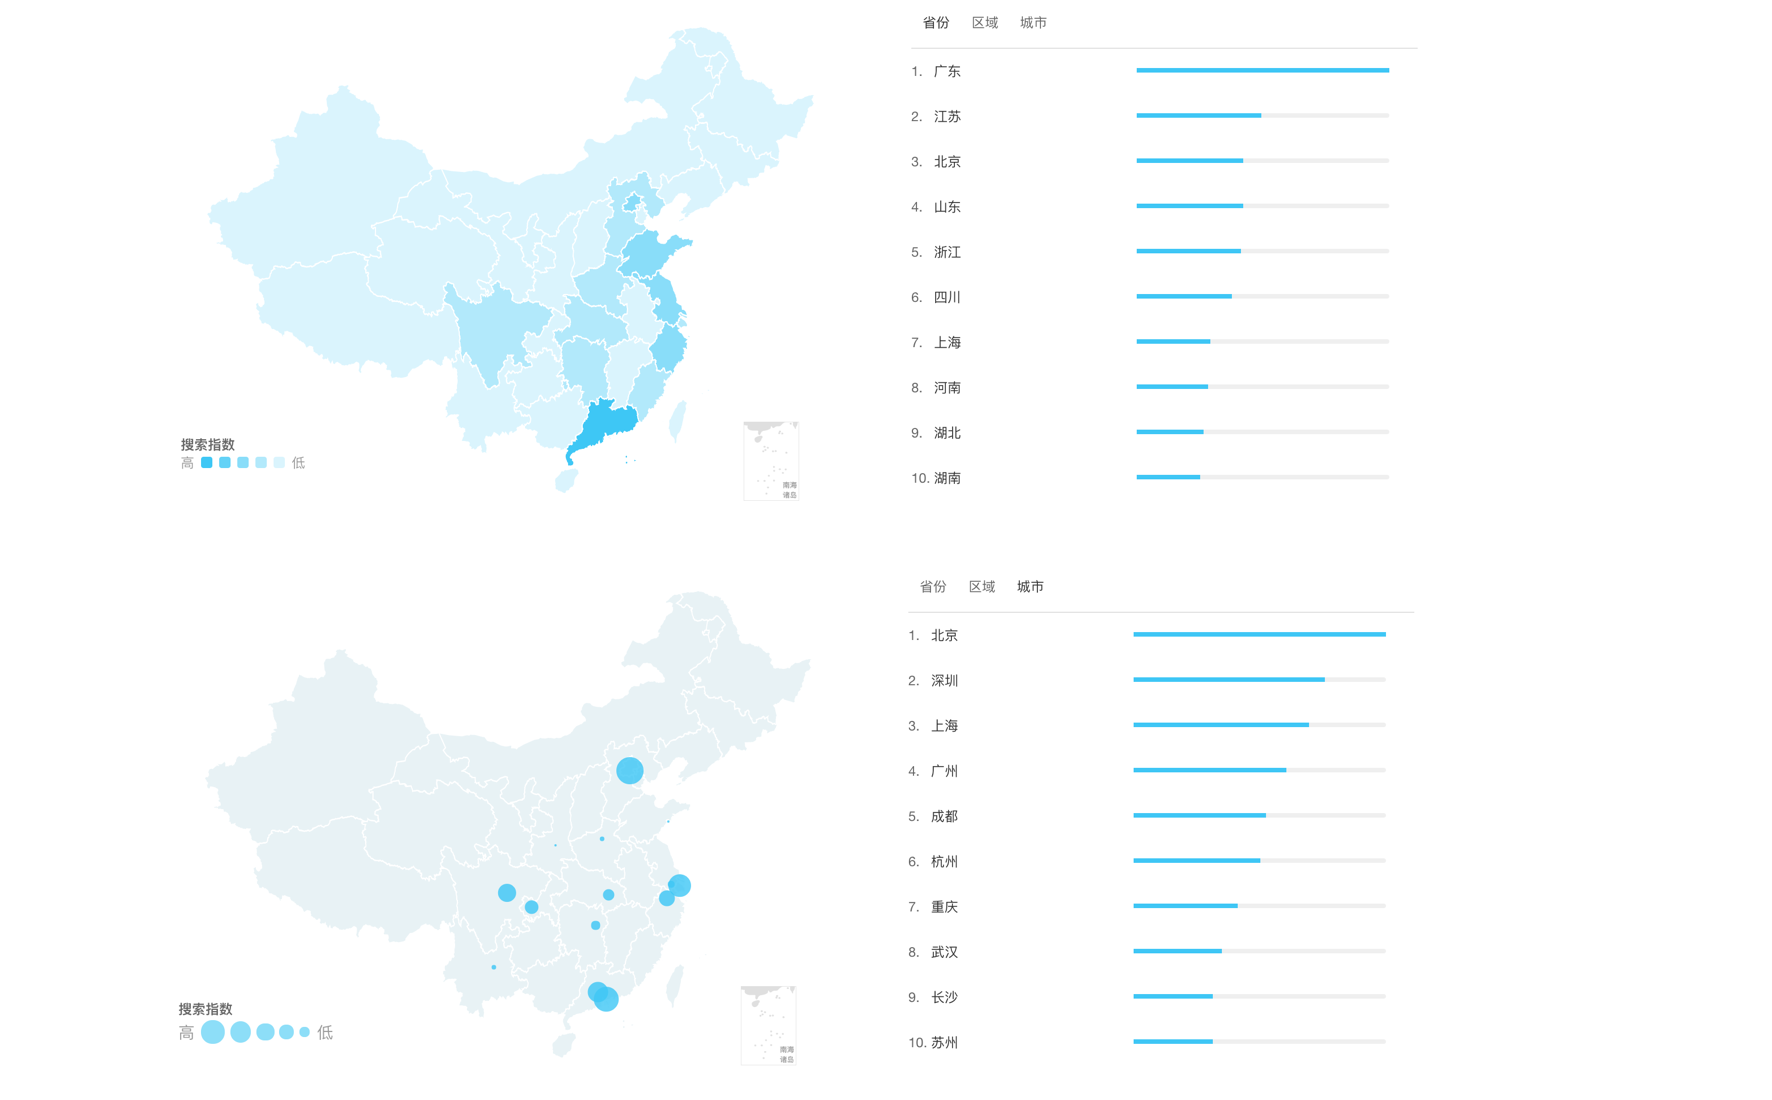 省份 区域 城市
1. 广东
2. 江苏
3. 北京
4. 山东
5. 浙江
6. 四川
7. 上海
8. 河南
9. 湖北
10. 湖南
搜索指数
高 低
南海
诸岛
省份 区域 城市
1. 北京
2. 深圳
3. 上海
4. 广州
5. 成都
6. 杭州
7. 重庆
8. 武汉
9. 长沙
10. 苏州
搜索指数
高 低
南海
诸岛